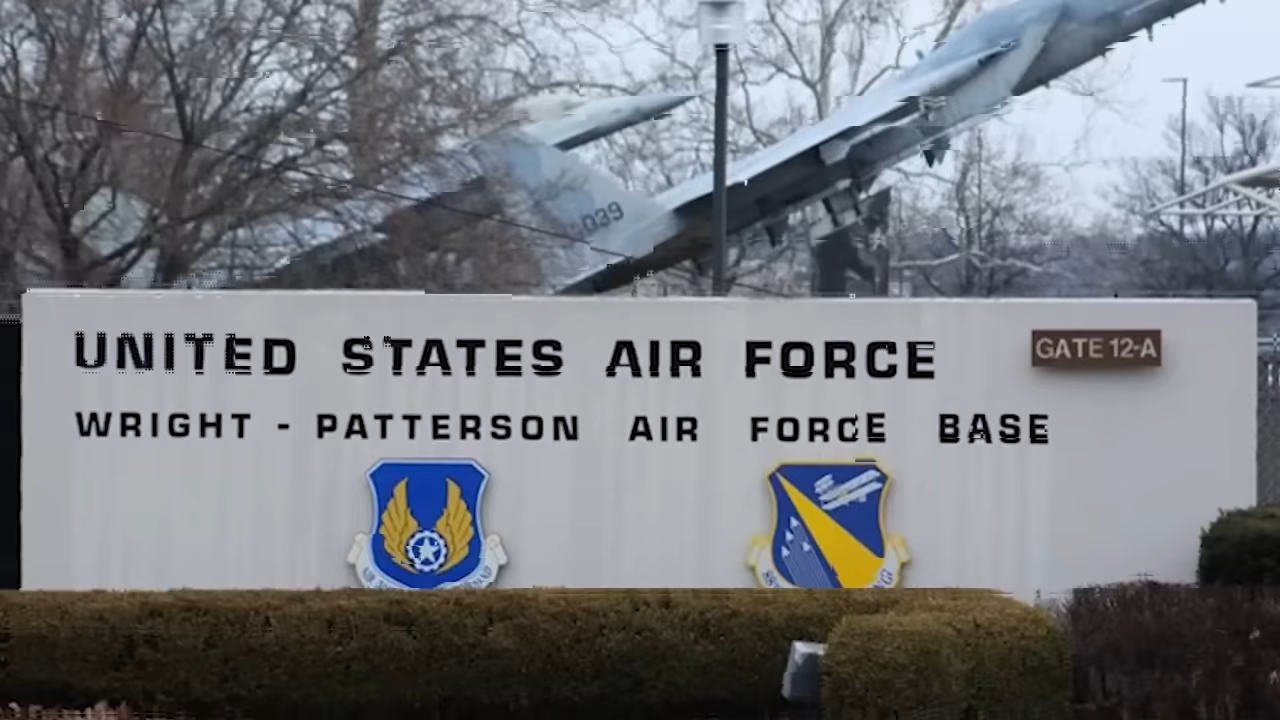 039
UNITED STATES AIR FORCE
GATE 12-A
WRIGHT - PATTERSON AIR FORCE BASE